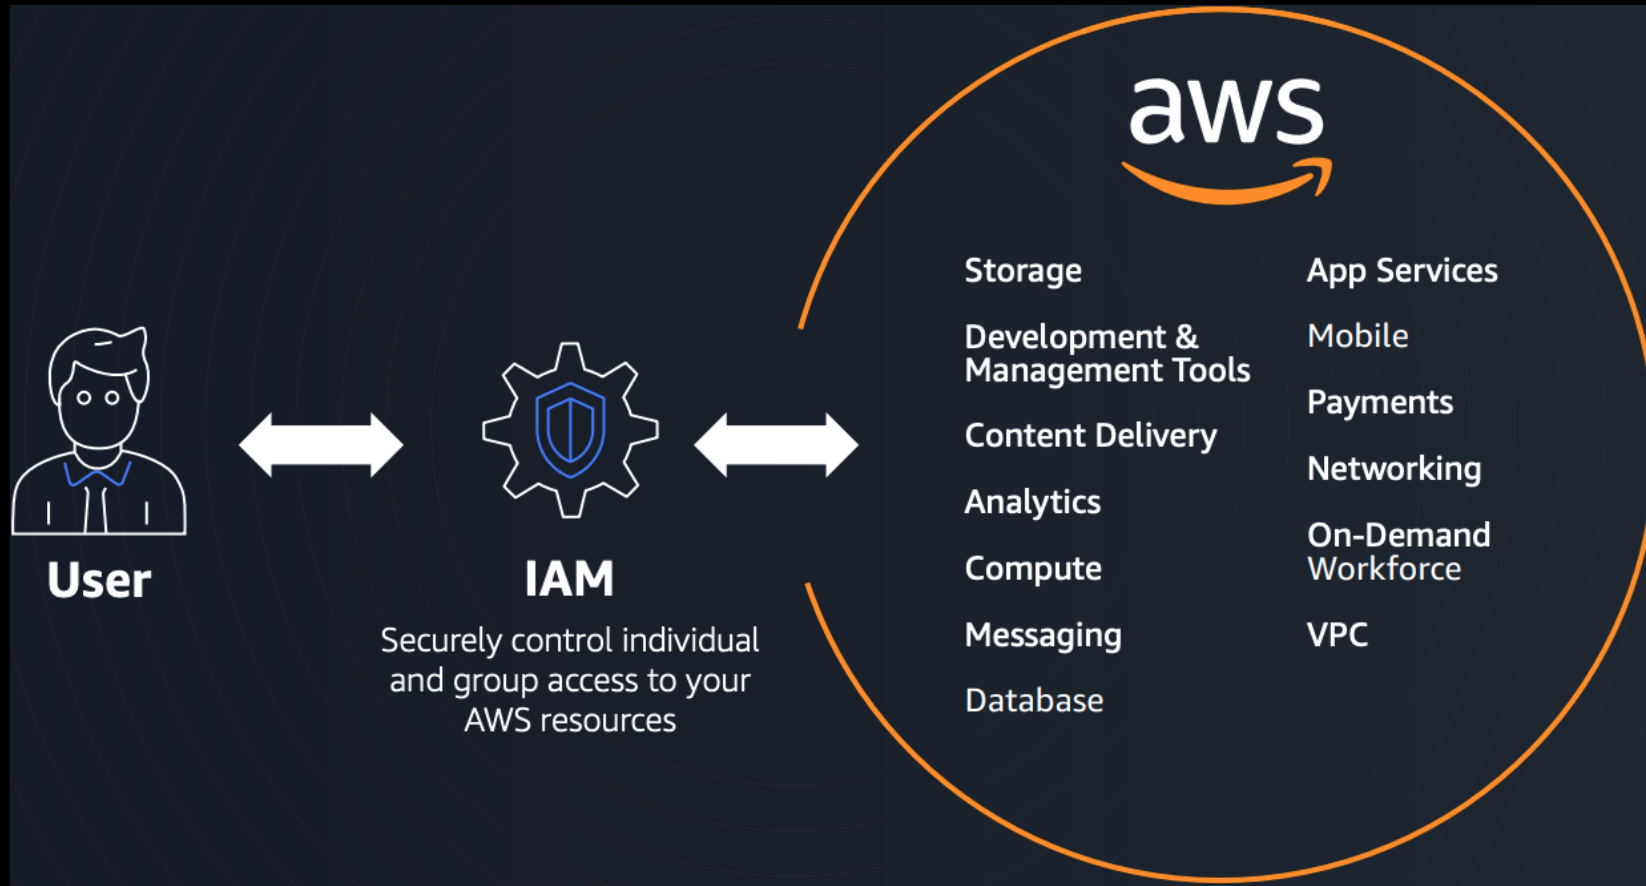 User
IAM
Securely control individual
and group access to your
AWS resources
aws
Storage
Development &
Management Tools
Content Delivery
Analytics
Compute
Messaging
Database
App Services
Mobile
Payments
Networking
On-Demand
Workforce
VPC